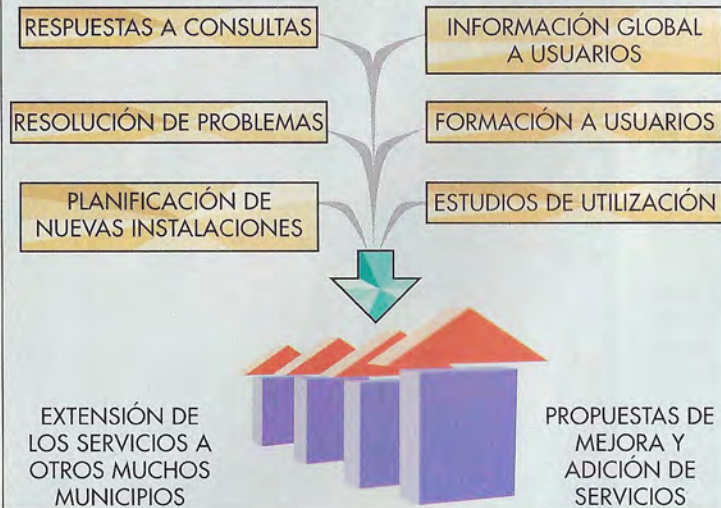 RESPUESTAS A CONSULTAS
INFORMACIÓN GLOBAL
A USUARIOS
RESOLUCIÓN DE PROBLEMAS
FORMACIÓN A USUARIOS
PLANIFICACIÓN DE
NUEVAS INSTALACIONES
ESTUDIOS DE UTILIZACIÓN
EXTENSIÓN DE
LOS SERVICIOS A
OTROS MUCHOS
MUNICIPIOS
PROPUESTAS DE
MEJORA Y
ADICIÓN DE
SERVICIOS